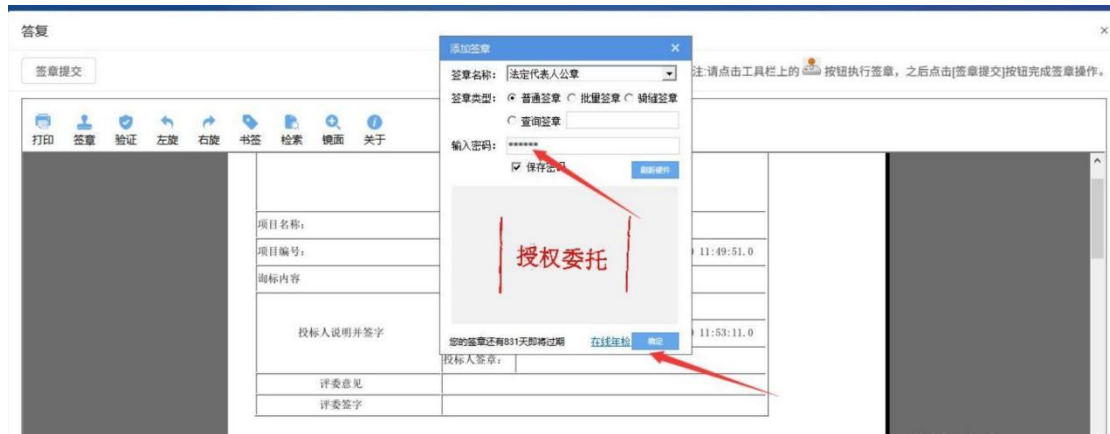 答复
×
签章提交
注:请点击工具栏上的 按钮执行签章，之后点击[签章提交]按钮完成签章操作。
打印 签章 验证 左旋 右旋 书签 检索 镜面 关于
添加签章 ×
签章名称: 法定代表人公章
签章类型: 普通签章 批量签章 骑缝签章
查询签章
输入密码: ******
保存密码
刷新硬件
授权委托
您的签章还有831天即将过期 在线年检 确定
项目名称:
项目编号: 11:49:51.0
询标内容
投标人说明并签字 11:53:11.0
投标人签章:
评委意见
评委签字